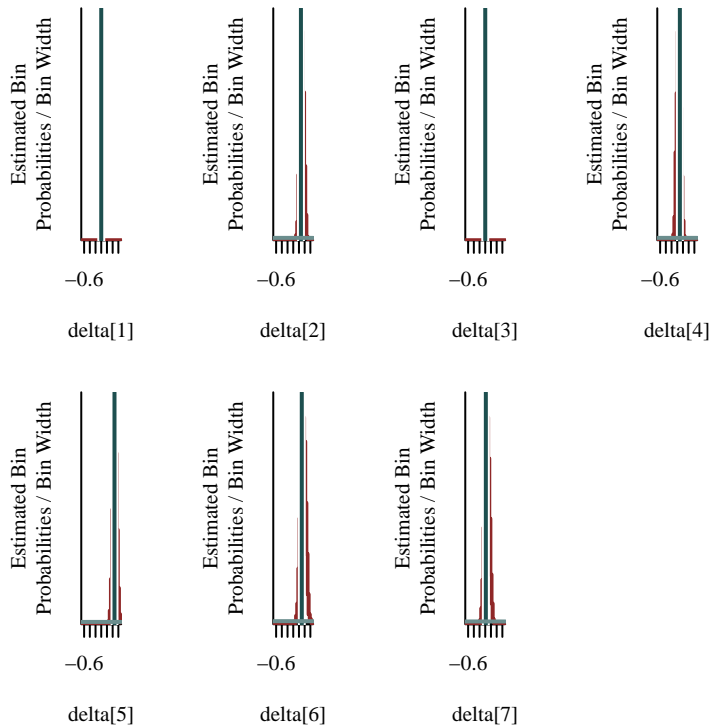 Estimated Bin
Probabilities / Bin Width
−0.6
delta[1]
Estimated Bin
Probabilities / Bin Width
−0.6
delta[2]
Estimated Bin
Probabilities / Bin Width
−0.6
delta[3]
Estimated Bin
Probabilities / Bin Width
−0.6
delta[4]
Estimated Bin
Probabilities / Bin Width
−0.6
delta[5]
Estimated Bin
Probabilities / Bin Width
−0.6
delta[6]
Estimated Bin
Probabilities / Bin Width
−0.6
delta[7]